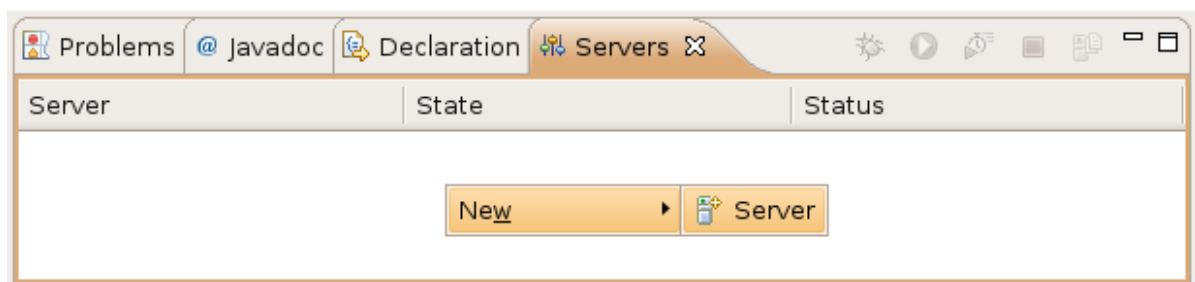 Problems @ Javadoc Declaration Servers
Server State Status
New Server